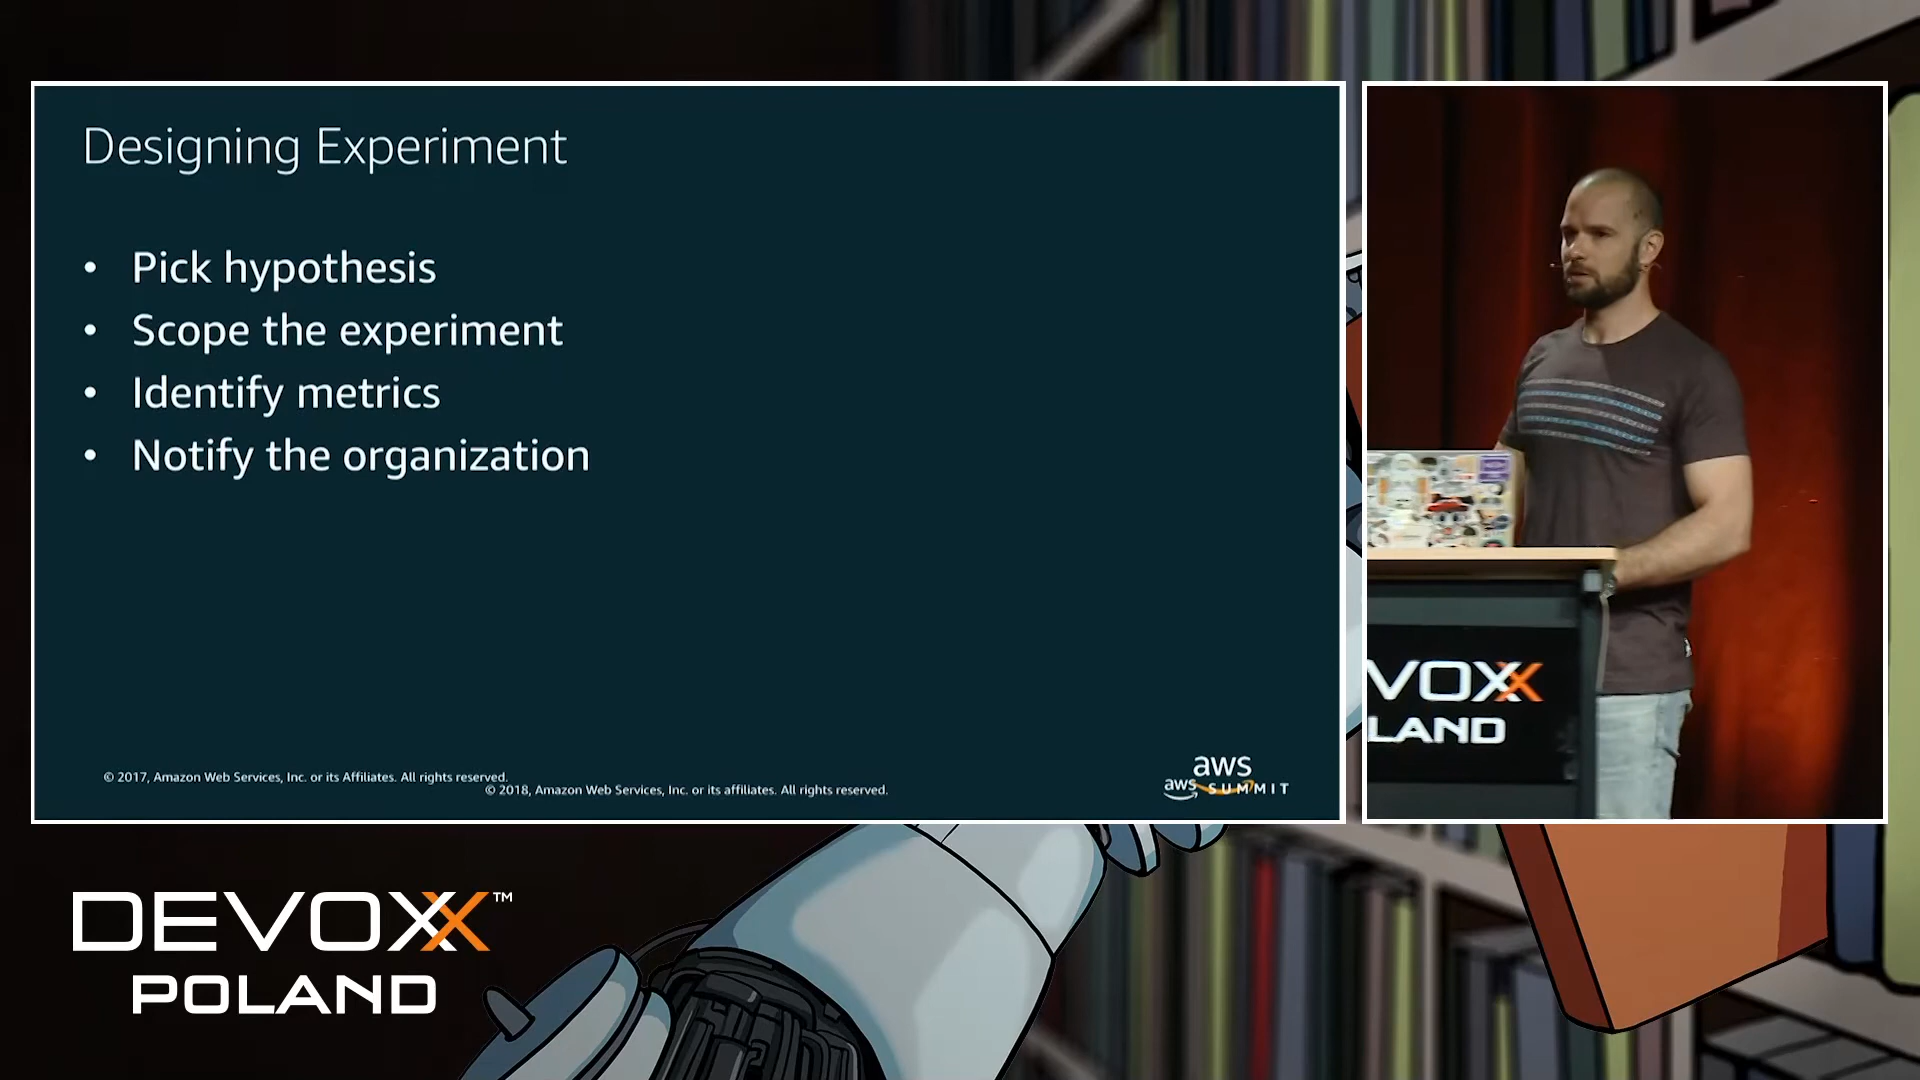 Designing Experiment
• Pick hypothesis
• Scope the experiment
• Identify metrics
• Notify the organization
© 2017, Amazon Web Services, Inc. or its Affiliates. All rights reserved.
© 2018, Amazon Web Services, Inc. or its affiliates. All rights reserved.
aws
aws SUMMIT
VOXX
LAND
DEVOXX™
POLAND